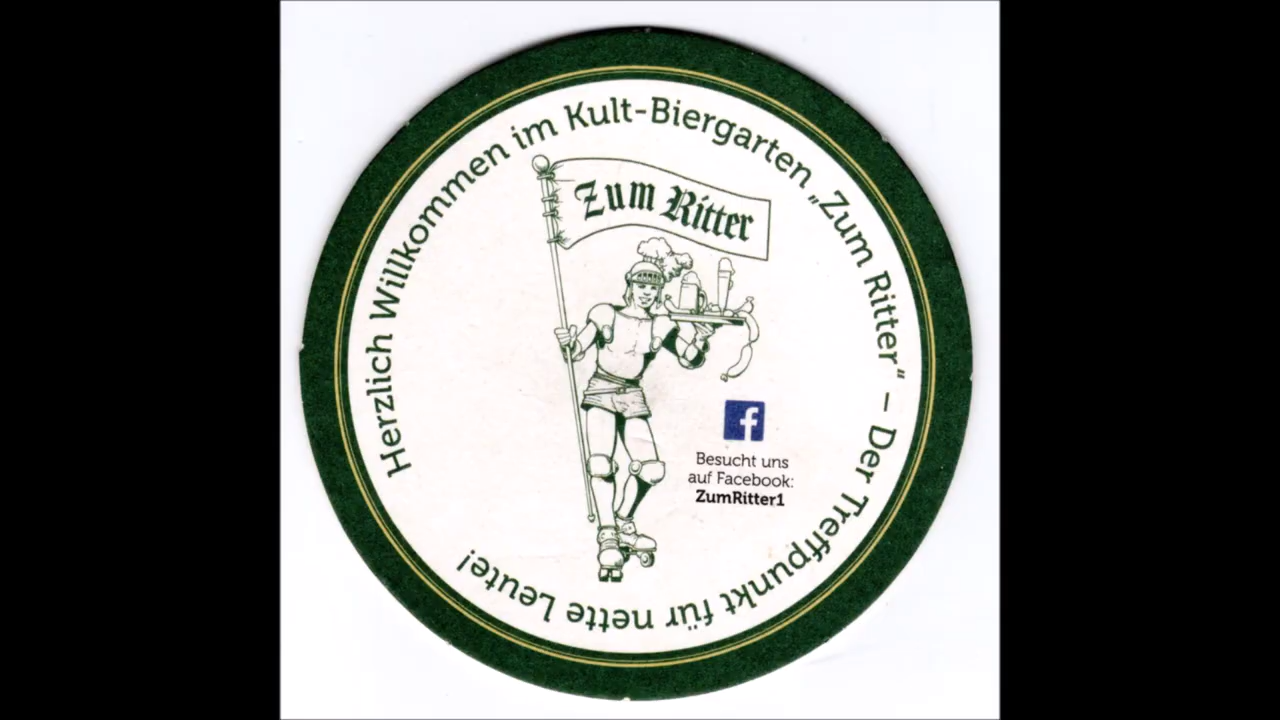 Herzlich Willkommen im Kult-Biergarten „Zum Ritter“ – Der Treffpunkt für nette Leute!
Zum Ritter
f
Besucht uns
auf Facebook:
ZumRitter1